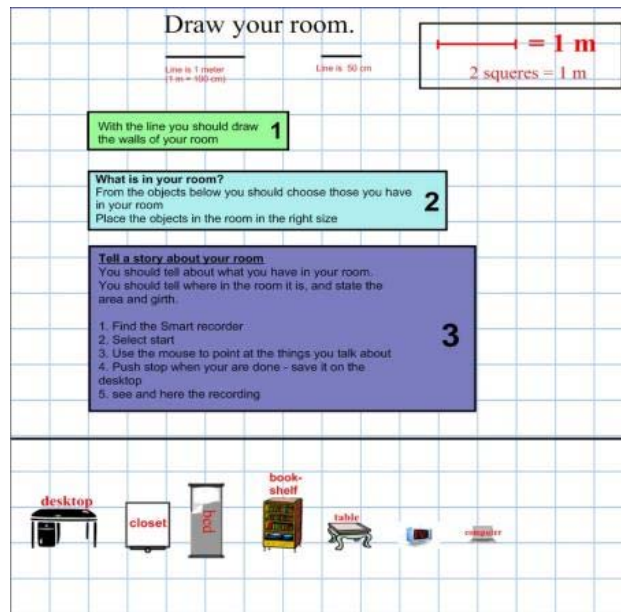 Draw your room.
= 1 m
2 squeres = 1 m
Line is 1 meter
(1 m = 100 cm)
Line is 50 cm
With the line you should draw
the walls of your room
1
What is in your room?
From the objects below you should choose those you have
in your room
Place the objects in the room in the right size
2
Tell a story about your room
You should tell about what you have in your room.
You should tell where in the room it is, and state the
area and girth.
1. Find the Smart recorder
2. Select start
3. Use the mouse to point at the things you talk about
4. Push stop when your are done - save it on the
desktop
5. see and here the recording
3
desktop
closet
bed
book-
shelf
table
computer